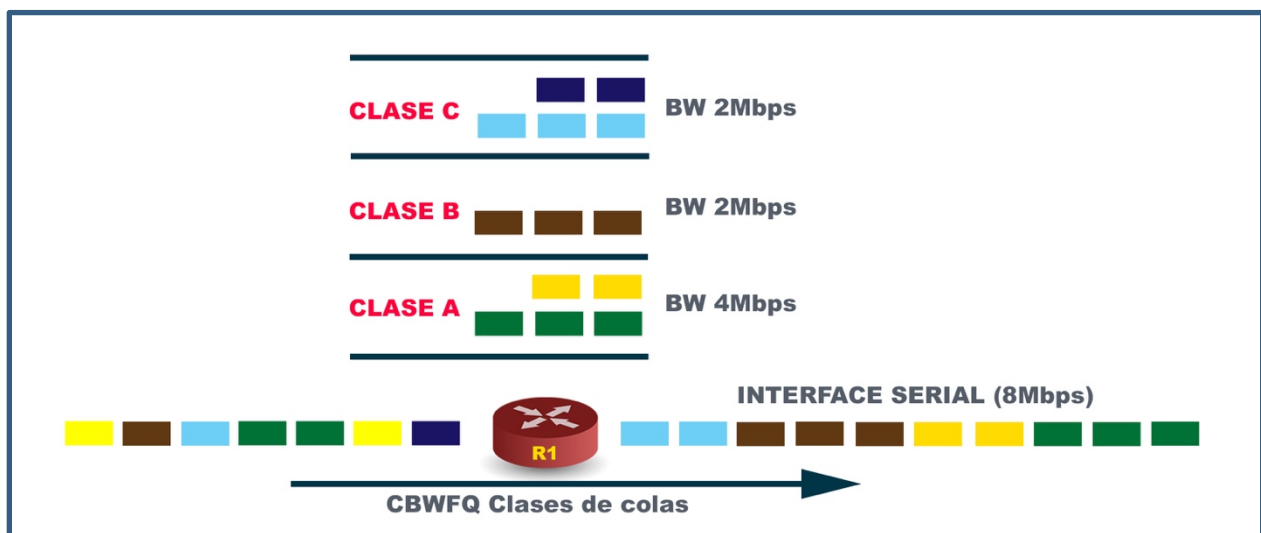 CLASE C
BW 2Mbps
CLASE B
BW 2Mbps
CLASE A
BW 4Mbps
INTERFACE SERIAL (8Mbps)
R1
CBWFQ Clases de colas